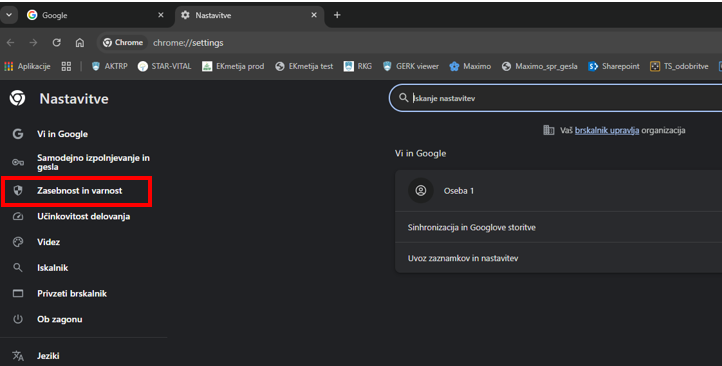 Google
Nastavitve
Chrome
chrome://settings
Aplikacije
AKTRP
STAR-VITAL
EKmetija prod
EKmetija test
RKG
GERK viewer
Maximo
Maximo_spr_gesla
Sharepoint
TS_odobritve
Nastavitve
Iskanje nastavitev
Vaš brskalnik upravlja organizacija
Vi in Google
Samodejno izpolnjevanje in
gesla
Zasebnost in varnost
Učinkovitost delovanja
Videz
Iskalnik
Privzeti brskalnik
Ob zagonu
Jeziki
Vi in Google
Oseba 1
Sinhronizacija in Googlove storitve
Uvoz zaznamkov in nastavitev